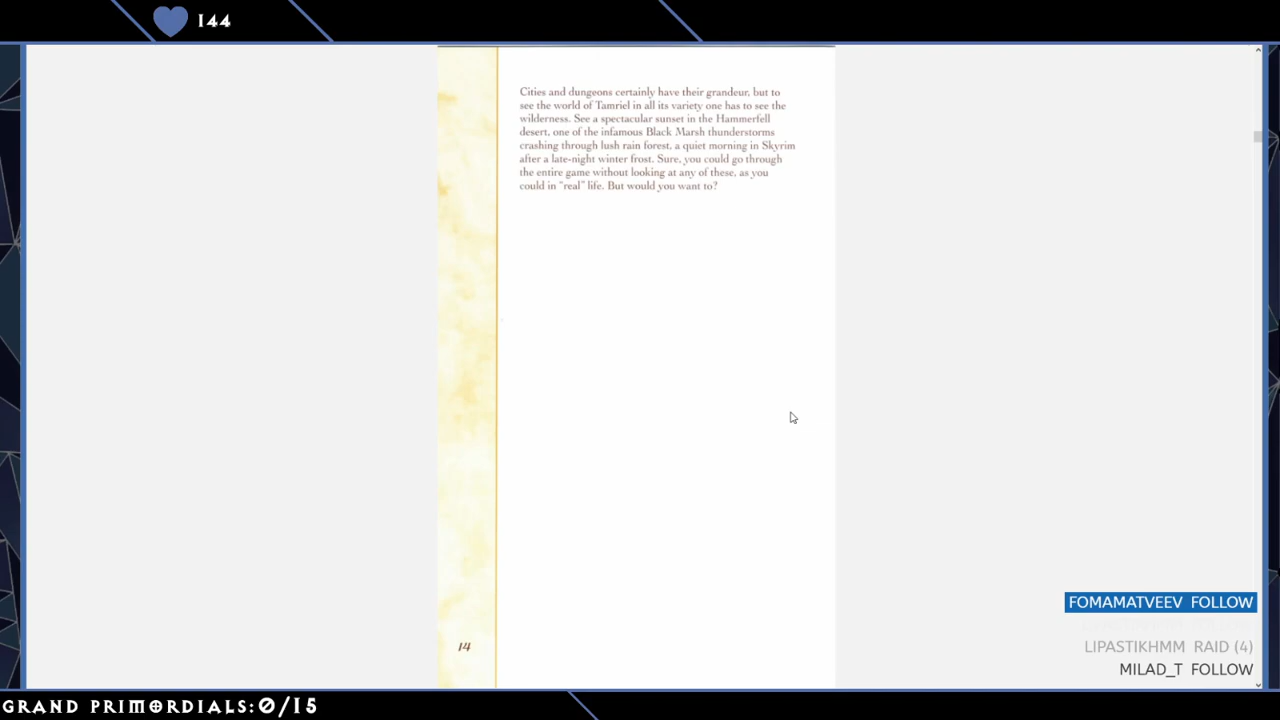 144
Cities and dungeons certainly have their grandeur, but to
see the world of Tamriel in all its variety one has to see the
wilderness. See a spectacular sunset in the Hammerfell
desert, one of the infamous Black Marsh thunderstorms
crashing through lush rain forest, a quiet morning in Skyrim
after a late-night winter frost. Sure, you could go through
the entire game without looking at any of these, as you
could in "real" life. But would you want to?
14
FOMAMATVEEV FOLLOW
LIPASTIKHMM RAID (4)
MILAD_T FOLLOW
GRAND PRIMORDIALS:0/15